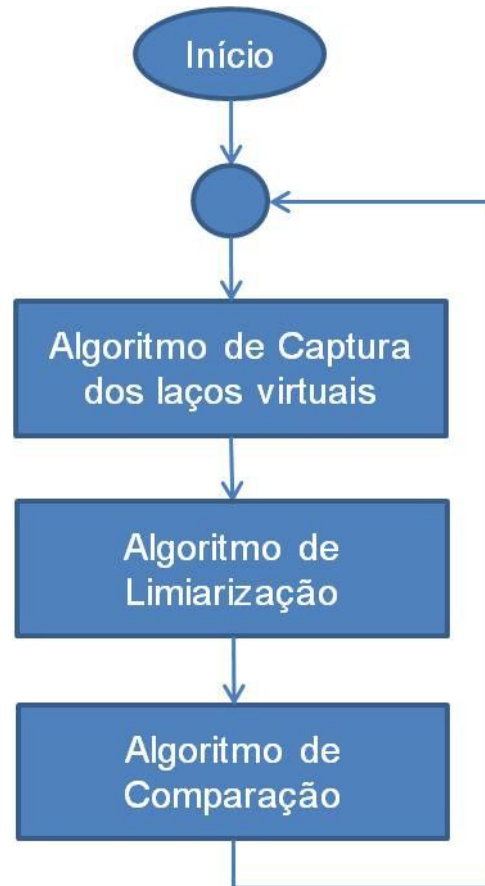 Início
Algoritmo de Captura
dos laços virtuais
Algoritmo de
Limiarização
Algoritmo de
Comparação